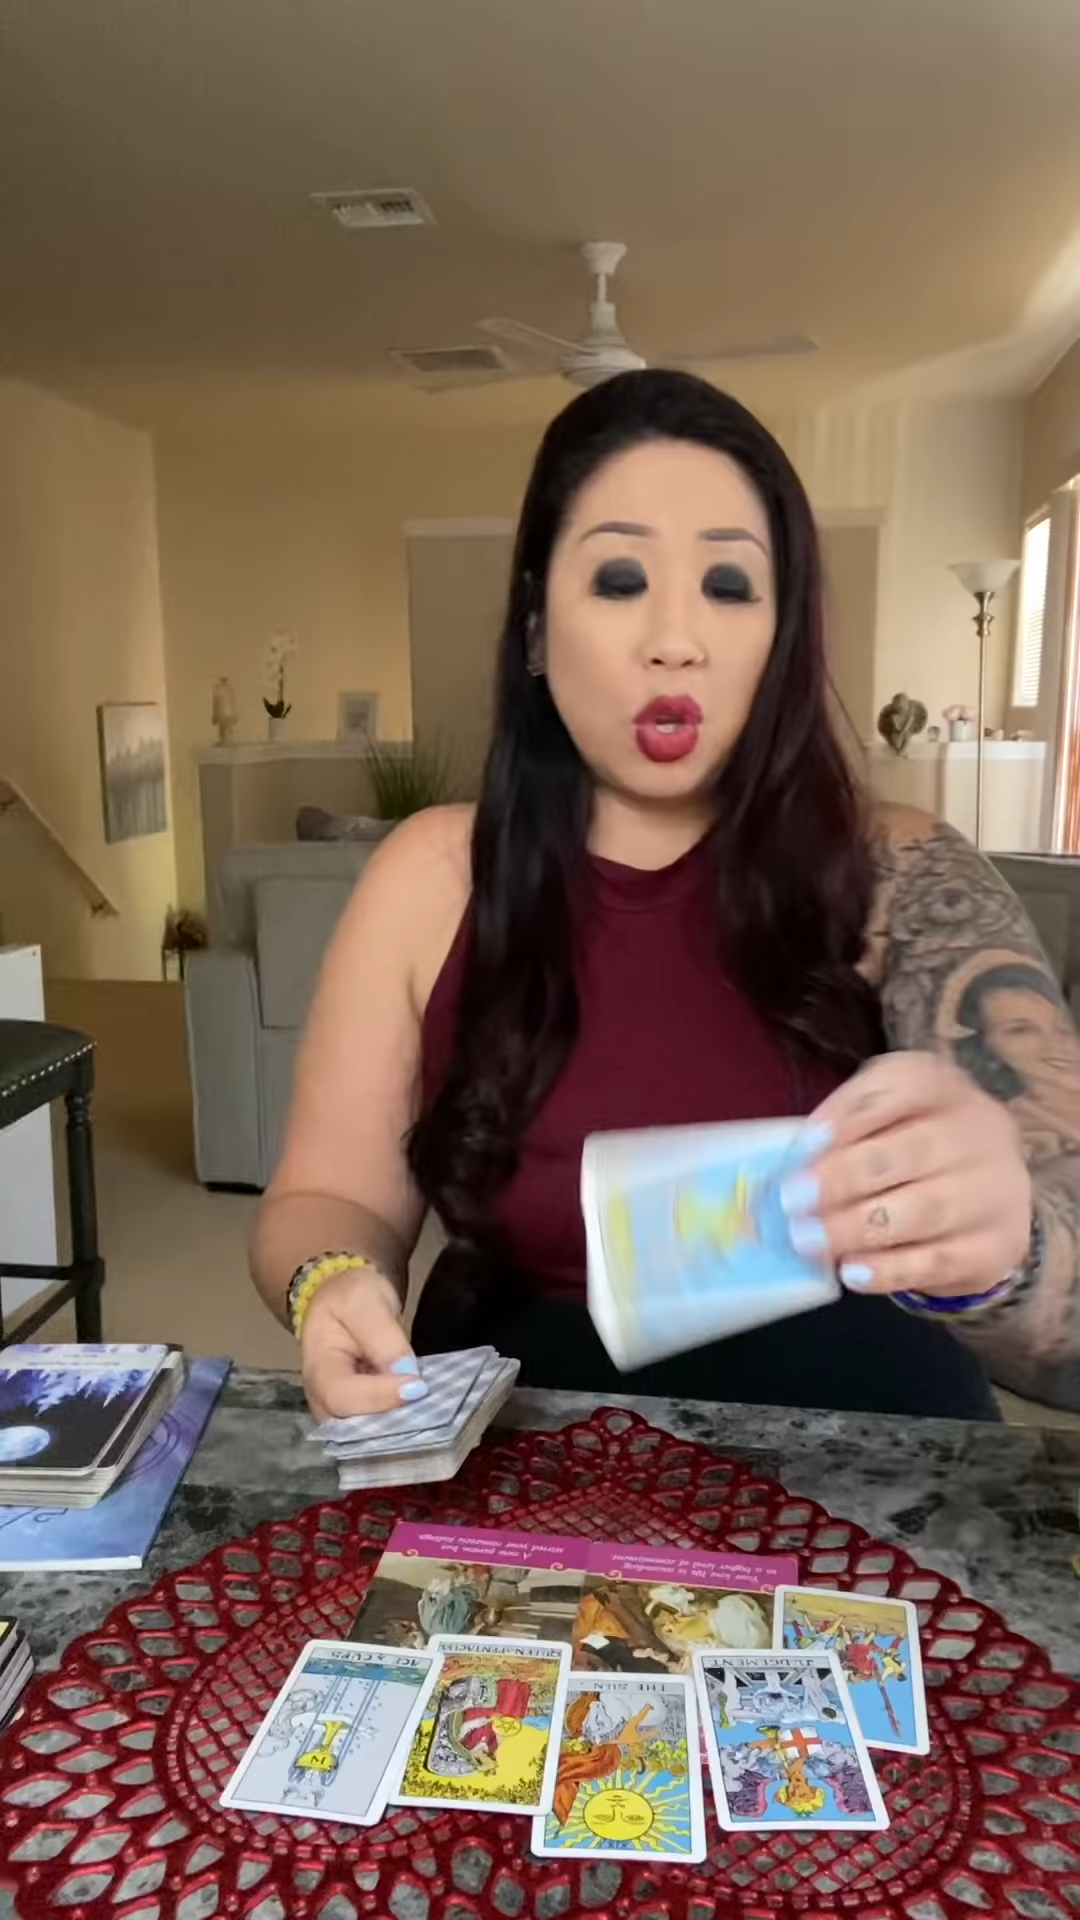 A new person has
stirred your romantic feelings.
Your love life is ascending
to a higher level of commitment.
ACE of CUPS
QUEEN of PENTACLES
THE SUN
JUDGEMENT